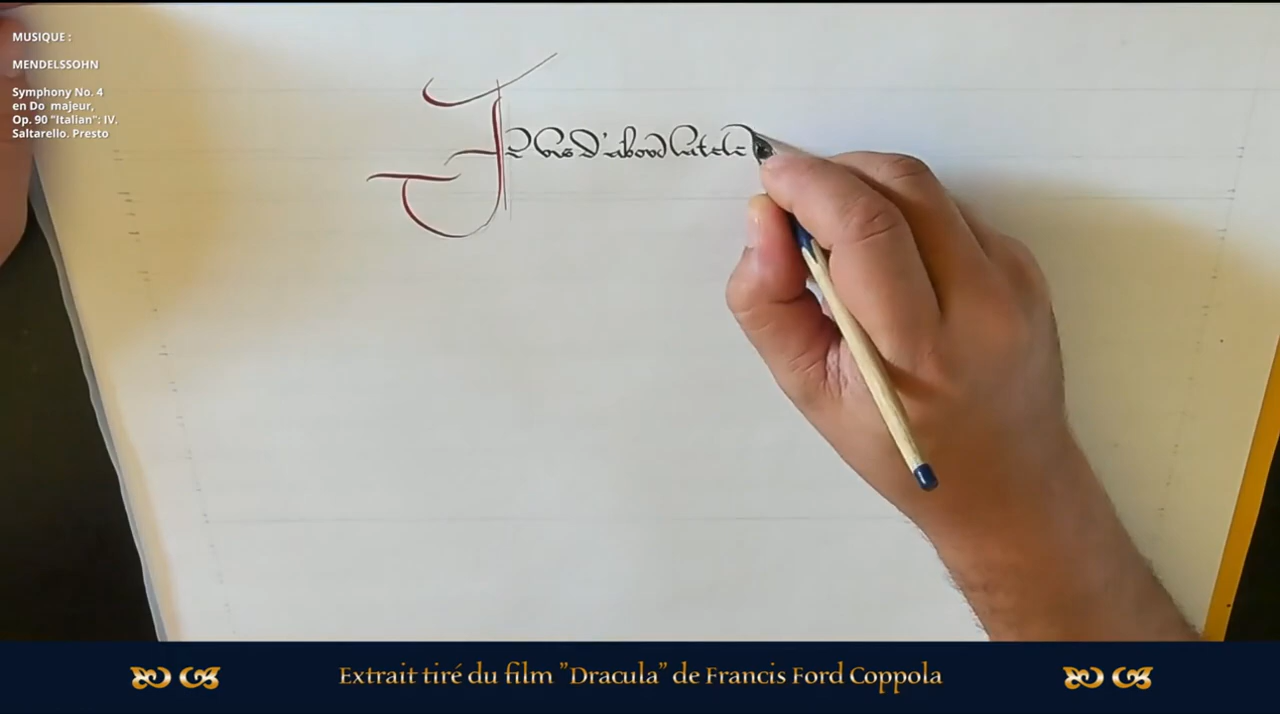 MUSIQUE :
MENDELSSOHN
Symphony No. 4
en Do majeur,
Op. 90 "Italian": IV.
Saltarello. Presto
D'abord
Extrait tiré du film "Dracula" de Francis Ford Coppola